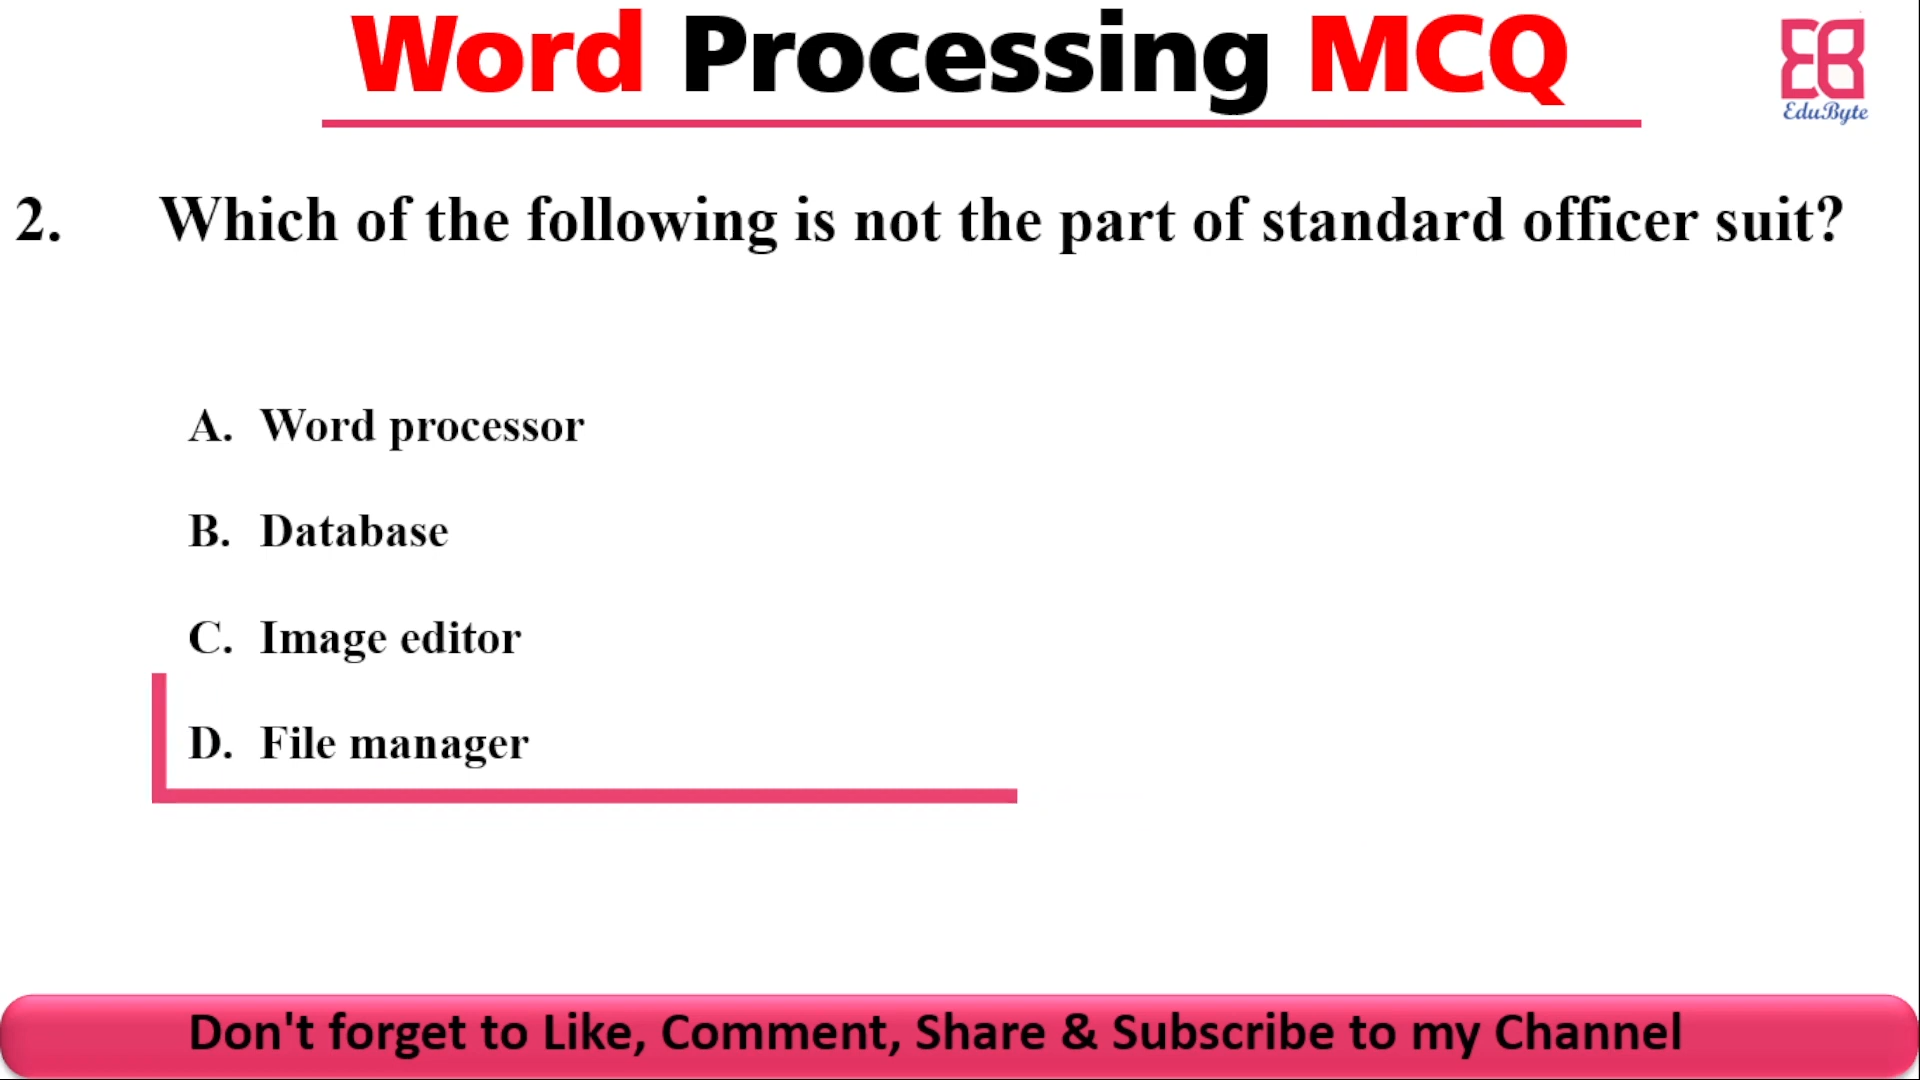 Word Processing MCQ
EB
EduByte
2. Which of the following is not the part of standard officer suit?
A. Word processor
B. Database
C. Image editor
D. File manager
Don't forget to Like, Comment, Share & Subscribe to my Channel